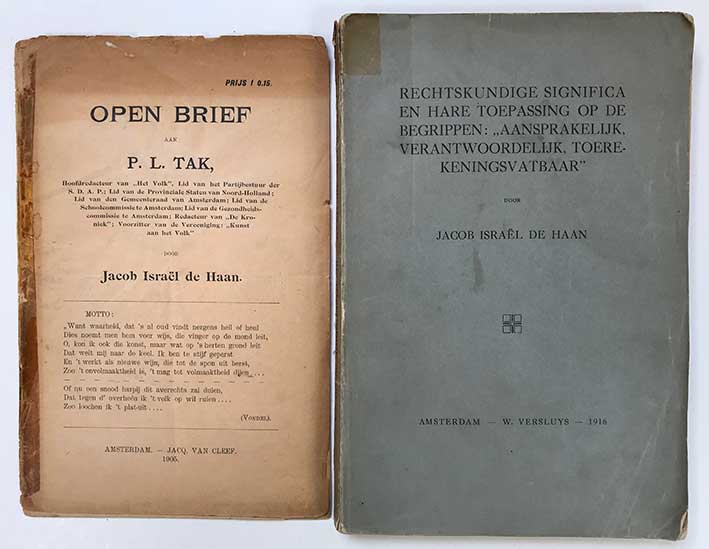 PRIJS f 0.15.
OPEN BRIEF
AAN
P. L. TAK,
Hoofdredacteur van „Het Volk”, Lid van het Partijbestuur der
S. D. A. P.; Lid van de Provinciale Staten van Noord-Holland;
Lid van den Gemeenteraad van Amsterdam; Lid van de
Schoolcommissie te Amsterdam; Lid van de Gezondheids-
commissie te Amsterdam; Redacteur van „De Kro-
niek”; Voorzitter van de Vereeniging: „Kunst
aan het Volk”
DOOR
Jacob Israël de Haan.
MOTTO:
„Want waarheid, dat 's al oud vindt nergens heil of heul
Dies noemt men hem voor wijs, die vinger op de mond leit,
O, kon ik ook die konst, maar wat op 's herten grond leit
Dat welt mij naar de keel. Ik ben te stijf geperst
En 't werkt als nieuwe wijn, die tot de spon uit berst,
Zoo 't onvolmaaktheid is, 't mag tot volmaaktheid dijen...
Of nu een snood harpij dit averechts zal duien,
Dat tegen d' overheên ik 't volk op wil ruien....
Zoo loochen ik 't plat-uit....
(VONDEL).
AMSTERDAM. — JACQ. VAN CLEEF.
1905.
RECHTSKUNDIGE SIGNIFICA
EN HARE TOEPASSING OP DE
BEGRIPPEN: „AANSPRAKELIJK,
VERANTWOORDELIJK, TOERE-
KENINGSVATBAAR”
DOOR
JACOB ISRAËL DE HAAN
AMSTERDAM — W. VERSLUYS — 1916